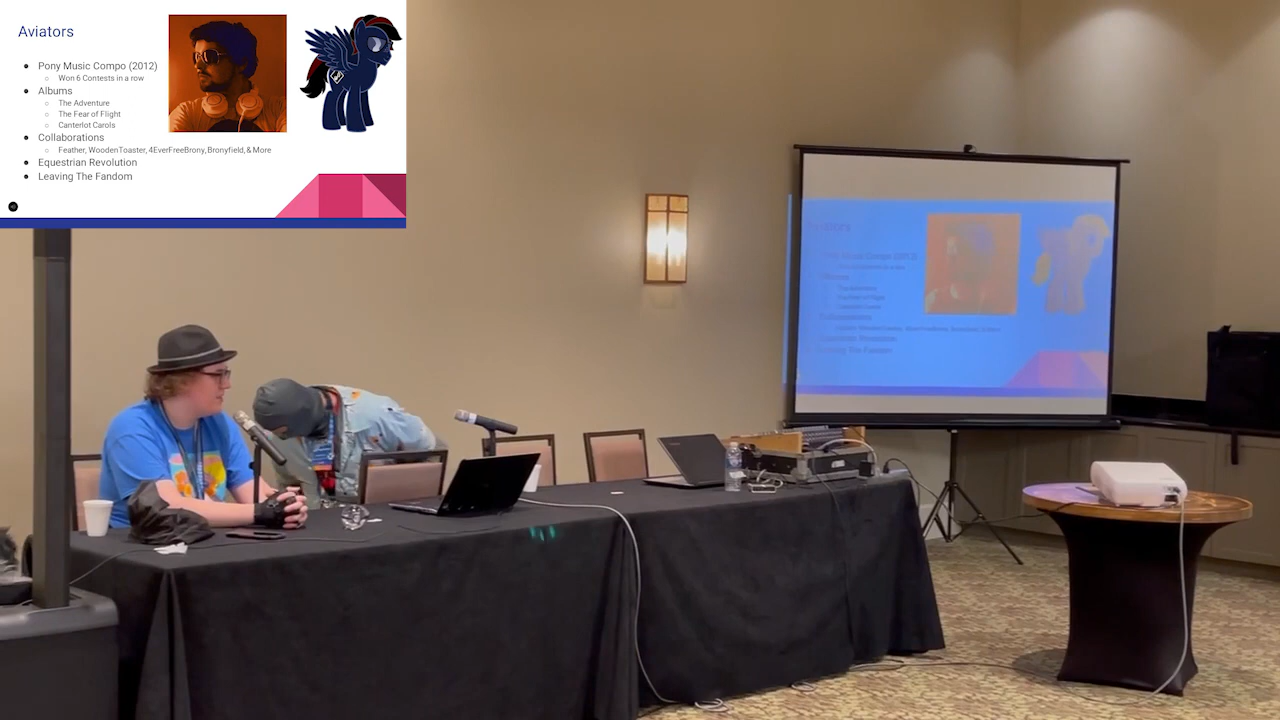 Aviators
Pony Music Compo (2012)
Won 6 Contests in a row
Albums
The Adventure
The Fear of Flight
Canterlot Carols
Collaborations
Feather, WoodenToaster, 4EverFreeBrony, Bronyfield, & More
Equestrian Revolution
Leaving The Fandom